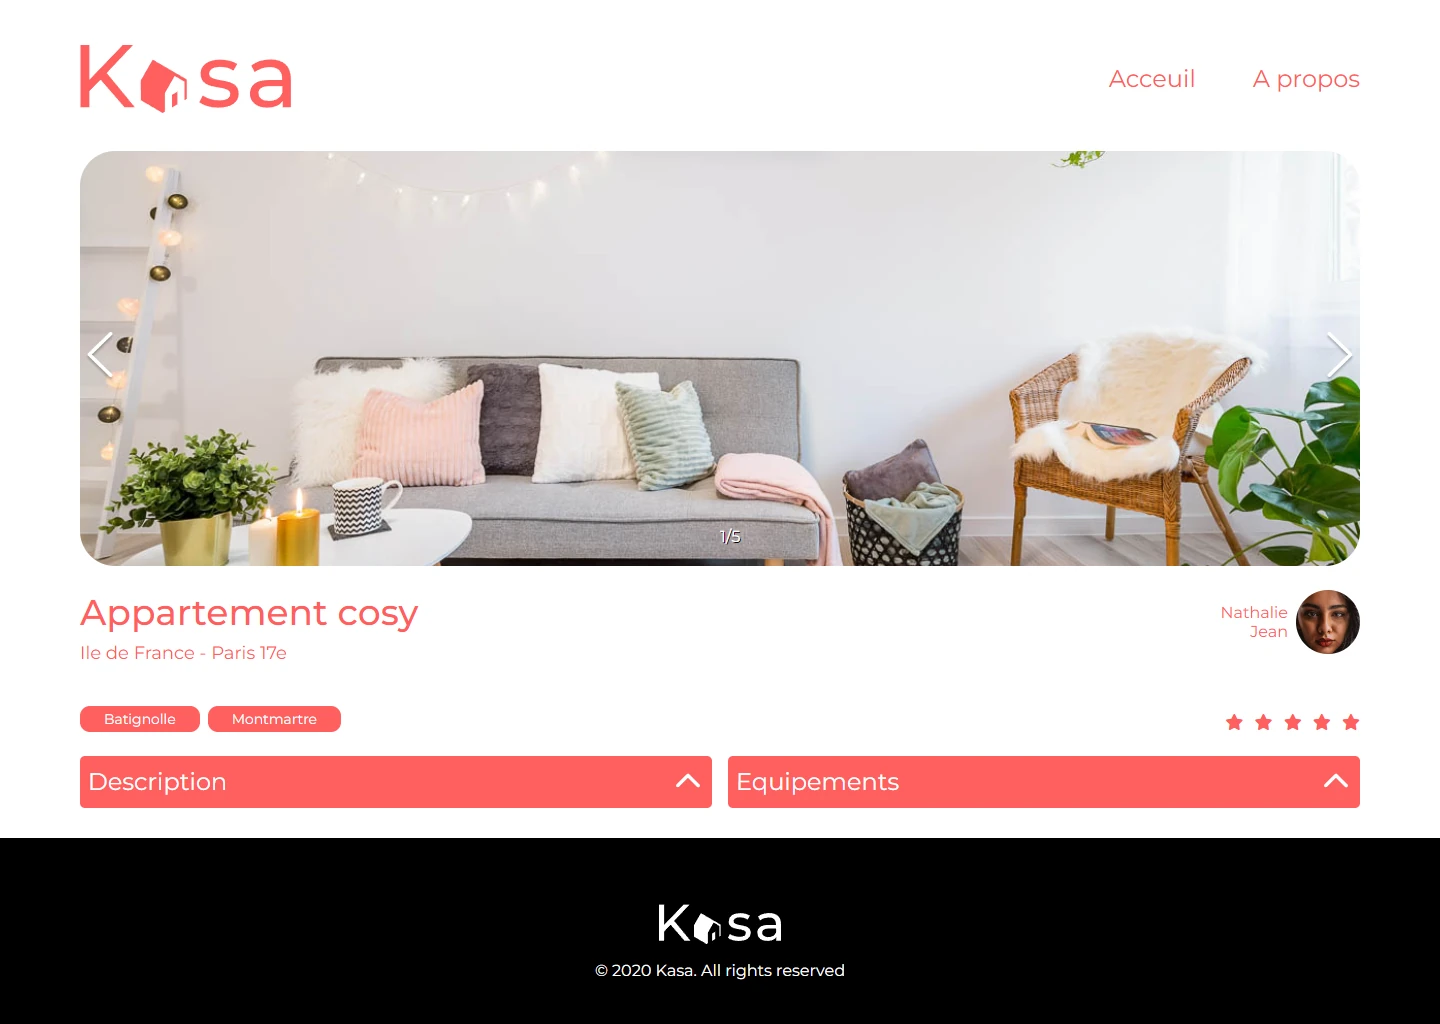 Kasa
Acceuil
A propos
1/5
Appartement cosy
Ile de France - Paris 17e
Nathalie
Jean
Batignolle
Montmartre
Description
Equipements
Kasa
© 2020 Kasa. All rights reserved